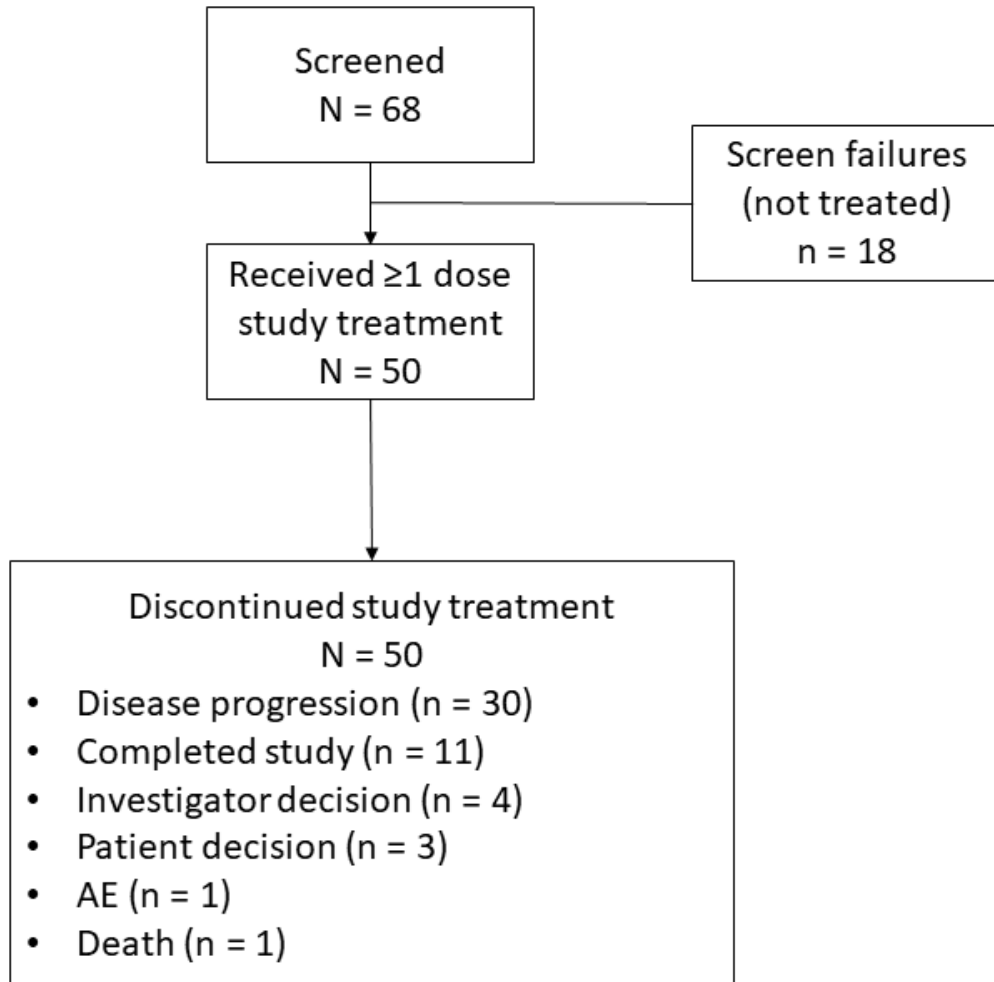 Screened
N = 68
Screen failures
(not treated)
n = 18
Received ≥1 dose
study treatment
N = 50
Discontinued study treatment
N = 50
• Disease progression (n = 30)
• Completed study (n = 11)
• Investigator decision (n = 4)
• Patient decision (n = 3)
• AE (n = 1)
• Death (n = 1)